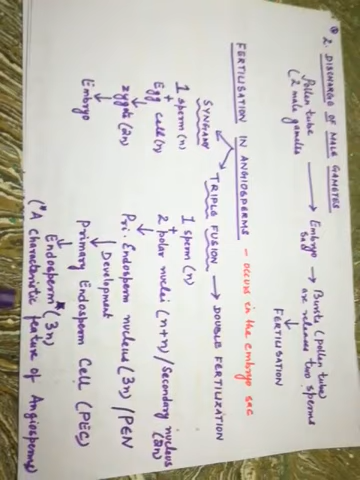 2. DISCHARGE OF MALE GAMETES
Pollen tube → Embryo sac → Bursts (pollen tube)
(2 male gametes) are releases two sperms
↓
FERTILISATION
FERTILISATION IN ANGIOSPERMS - occurs in the embryo sac
SYNGAMY TRIPLE FUSION → DOUBLE FERTILIZATION
1 sperm (n) 1 sperm (n)
+ +
Egg cell (n) 2 polar nuclei (n+n) / Secondary nucleus (2n)
↓ ↓
zygote (2n) Pri. Endosperm nucleus (3n) / PEN
↓ ↓ Development
Embryo Primary Endosperm Cell (PEC)
↓
Endosperm* (3n)
(*A characteristic feature of Angiosperms)